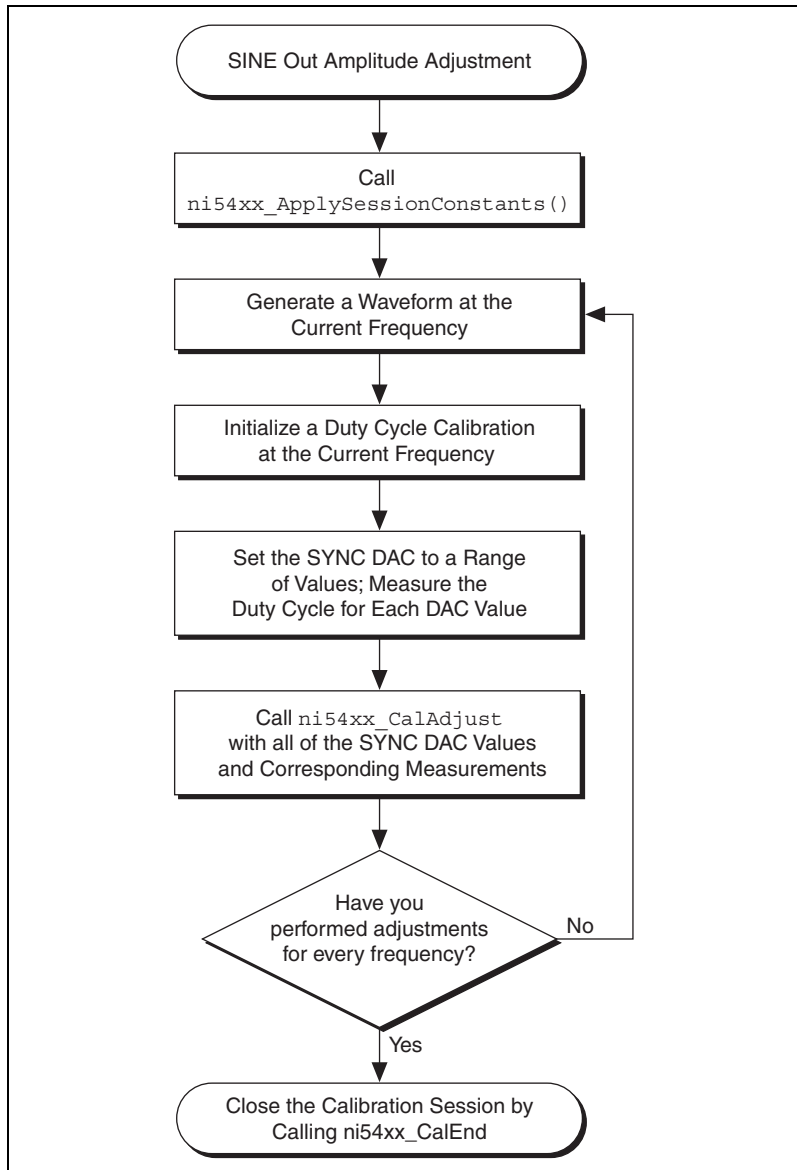 SINE Out Amplitude Adjustment
Call
ni54xx_ApplySessionConstants()
Generate a Waveform at the
Current Frequency
Initialize a Duty Cycle Calibration
at the Current Frequency
Set the SYNC DAC to a Range
of Values; Measure the
Duty Cycle for Each DAC Value
Call ni54xx_CalAdjust
with all of the SYNC DAC Values
and Corresponding Measurements
Have you
performed adjustments
for every frequency?
No
Yes
Close the Calibration Session by
Calling ni54xx_CalEnd